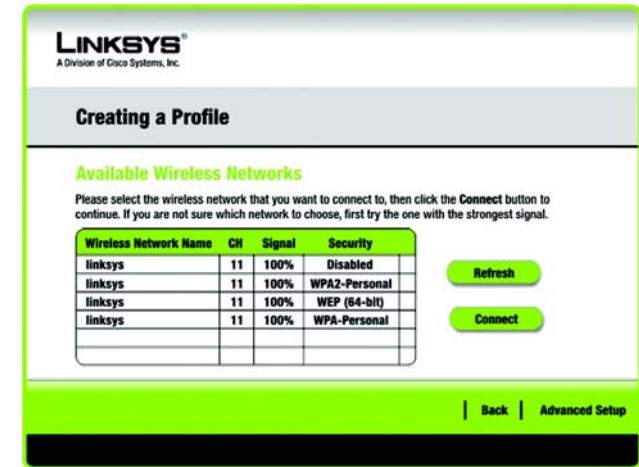 LINKSYS®
A Division of Cisco Systems, Inc.
Creating a Profile
Available Wireless Networks
Please select the wireless network that you want to connect to, then click the Connect button to
continue. If you are not sure which network to choose, first try the one with the strongest signal.
Wireless Network Name CH Signal Security
linksys 11 100% Disabled
linksys 11 100% WPA2-Personal
linksys 11 100% WEP (64-bit)
linksys 11 100% WPA-Personal
Refresh
Connect
Back Advanced Setup